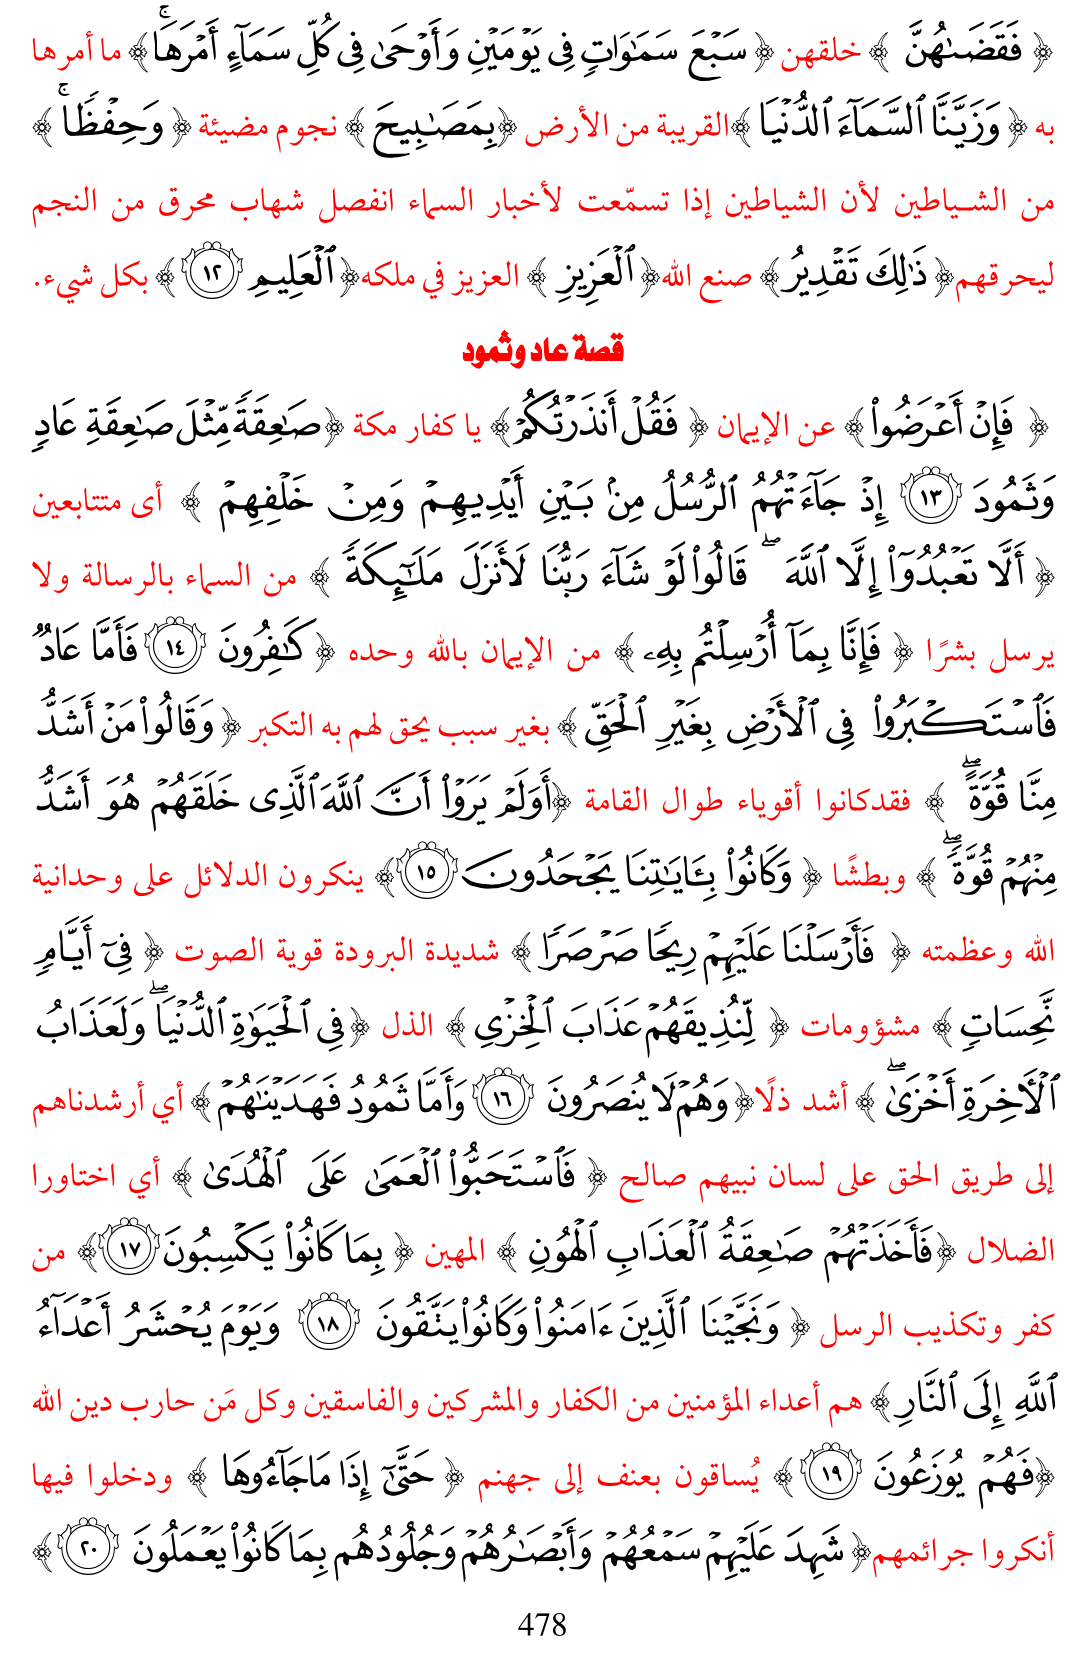 ﴿ فَقَضَىٰهُنَّ ﴾ خلقهن ﴿ سَبْعَ سَمَٰوَاتٍ فِى يَوْمَيْنِ وَأَوْحَىٰ فِى كُلِّ سَمَآءٍ أَمْرَهَا ۚ﴾ ما أمرها
به ﴿ وَزَيَّنَّا ٱلسَّمَآءَ ٱلدُّنْيَا ﴾القريبة من الأرض ﴿بِمَصَٰبِيحَ ﴾ نجوم مضيئة ﴿ وَحِفْظًا ۚ ﴾
من الشياطين لأن الشياطين إذا تسمّعت لأخبار السماء انفصل شهاب محرق من النجم
ليحرقهم﴿ ذَٰلِكَ تَقْدِيرُ ﴾ صنع الله﴿ ٱلْعَزِيزِ ﴾ العزيز في ملكه﴿ٱلْعَلِيمِ ١٢ ﴾ بكل شيء.
قصة عاد وثمود
﴿ فَإِنْ أَعْرَضُوا۟ ﴾ عن الإيمان ﴿ فَقُلْ أَنذَرْتُكُمْ﴾ يا كفار مكة ﴿ صَٰعِقَةً مِّثْلَ صَٰعِقَةِ عَادٍ
وَثَمُودَ ١٣ إِذْ جَآءَتْهُمُ ٱلرُّسُلُ مِنۢ بَيْنِ أَيْدِيهِمْ وَمِنْ خَلْفِهِمْ ﴾ أى متتابعين
﴿ أَلَّا تَعْبُدُوٓا۟ إِلَّا ٱللَّهَ ۖ قَالُوا۟ لَوْ شَآءَ رَبُّنَا لَأَنزَلَ مَلَٰٓئِكَةً ﴾ من السماء بالرسالة ولا
يرسل بشرًا ﴿ فَإِنَّا بِمَآ أُرْسِلْتُم بِهِۦ ﴾ من الإيمان بالله وحده ﴿ كَٰفِرُونَ ١٤ فَأَمَّا عَادٌ
فَٱسْتَكْبَرُوا۟ فِى ٱلْأَرْضِ بِغَيْرِ ٱلْحَقِّ ﴾ بغير سبب يحق لهم به التكبر ﴿ وَقَالُوا۟ مَنْ أَشَدُّ
مِنَّا قُوَّةً ۖ ﴾ فقدكانوا أقوياء طوال القامة ﴿أَوَلَمْ يَرَوْا۟ أَنَّ ٱللَّهَ ٱلَّذِى خَلَقَهُمْ هُوَ أَشَدُّ
مِنْهُمْ قُوَّةً ۖ ﴾ وبطشًا ﴿ وَكَانُوا۟ بِـَٔايَٰتِنَا يَجْحَدُونَ ١٥ ﴾ ينكرون الدلائل على وحدانية
الله وعظمته ﴿ فَأَرْسَلْنَا عَلَيْهِمْ رِيحًا صَرْصَرًا ﴾ شديدة البرودة قوية الصوت ﴿ فِىٓ أَيَّامٍ
نَّحِسَاتٍ ﴾ مشؤومات ﴿ لِّنُذِيقَهُمْ عَذَابَ ٱلْخِزْىِ ﴾ الذل ﴿ فِى ٱلْحَيَوٰةِ ٱلدُّنْيَا ۖ وَلَعَذَابُ
ٱلْـَٔاخِرَةِ أَخْزَىٰ ۖ ﴾ أشد ذلًا﴿ وَهُمْ لَا يُنصَرُونَ ١٦ وَأَمَّا ثَمُودُ فَهَدَيْنَٰهُمْ ﴾ أي أرشدناهم
إلى طريق الحق على لسان نبيهم صالح ﴿ فَٱسْتَحَبُّوا۟ ٱلْعَمَىٰ عَلَى ٱلْهُدَىٰ ﴾ أي اختاورا
الضلال ﴿ فَأَخَذَتْهُمْ صَٰعِقَةُ ٱلْعَذَابِ ٱلْهُونِ ﴾ المهين ﴿ بِمَا كَانُوا۟ يَكْسِبُونَ ١٧ ﴾ من
كفر وتكذيب الرسل ﴿ وَنَجَّيْنَا ٱلَّذِينَ ءَامَنُوا۟ وَكَانُوا۟ يَتَّقُونَ ١٨ وَيَوْمَ يُحْشَرُ أَعْدَآءُ
ٱللَّهِ إِلَى ٱلنَّارِ ﴾ هم أعداء المؤمنين من الكفار والمشركين والفاسقين وكل مَن حارب دين الله
﴿فَهُمْ يُوزَعُونَ ١٩ ﴾ يُساقون بعنف إلى جهنم ﴿ حَتَّىٰٓ إِذَا مَا جَآءُوهَا ﴾ ودخلوا فيها
أنكروا جرائمهم﴿ شَهِدَ عَلَيْهِمْ سَمْعُهُمْ وَأَبْصَٰرُهُمْ وَجُلُودُهُم بِمَا كَانُوا۟ يَعْمَلُونَ ٢٠ ﴾
478